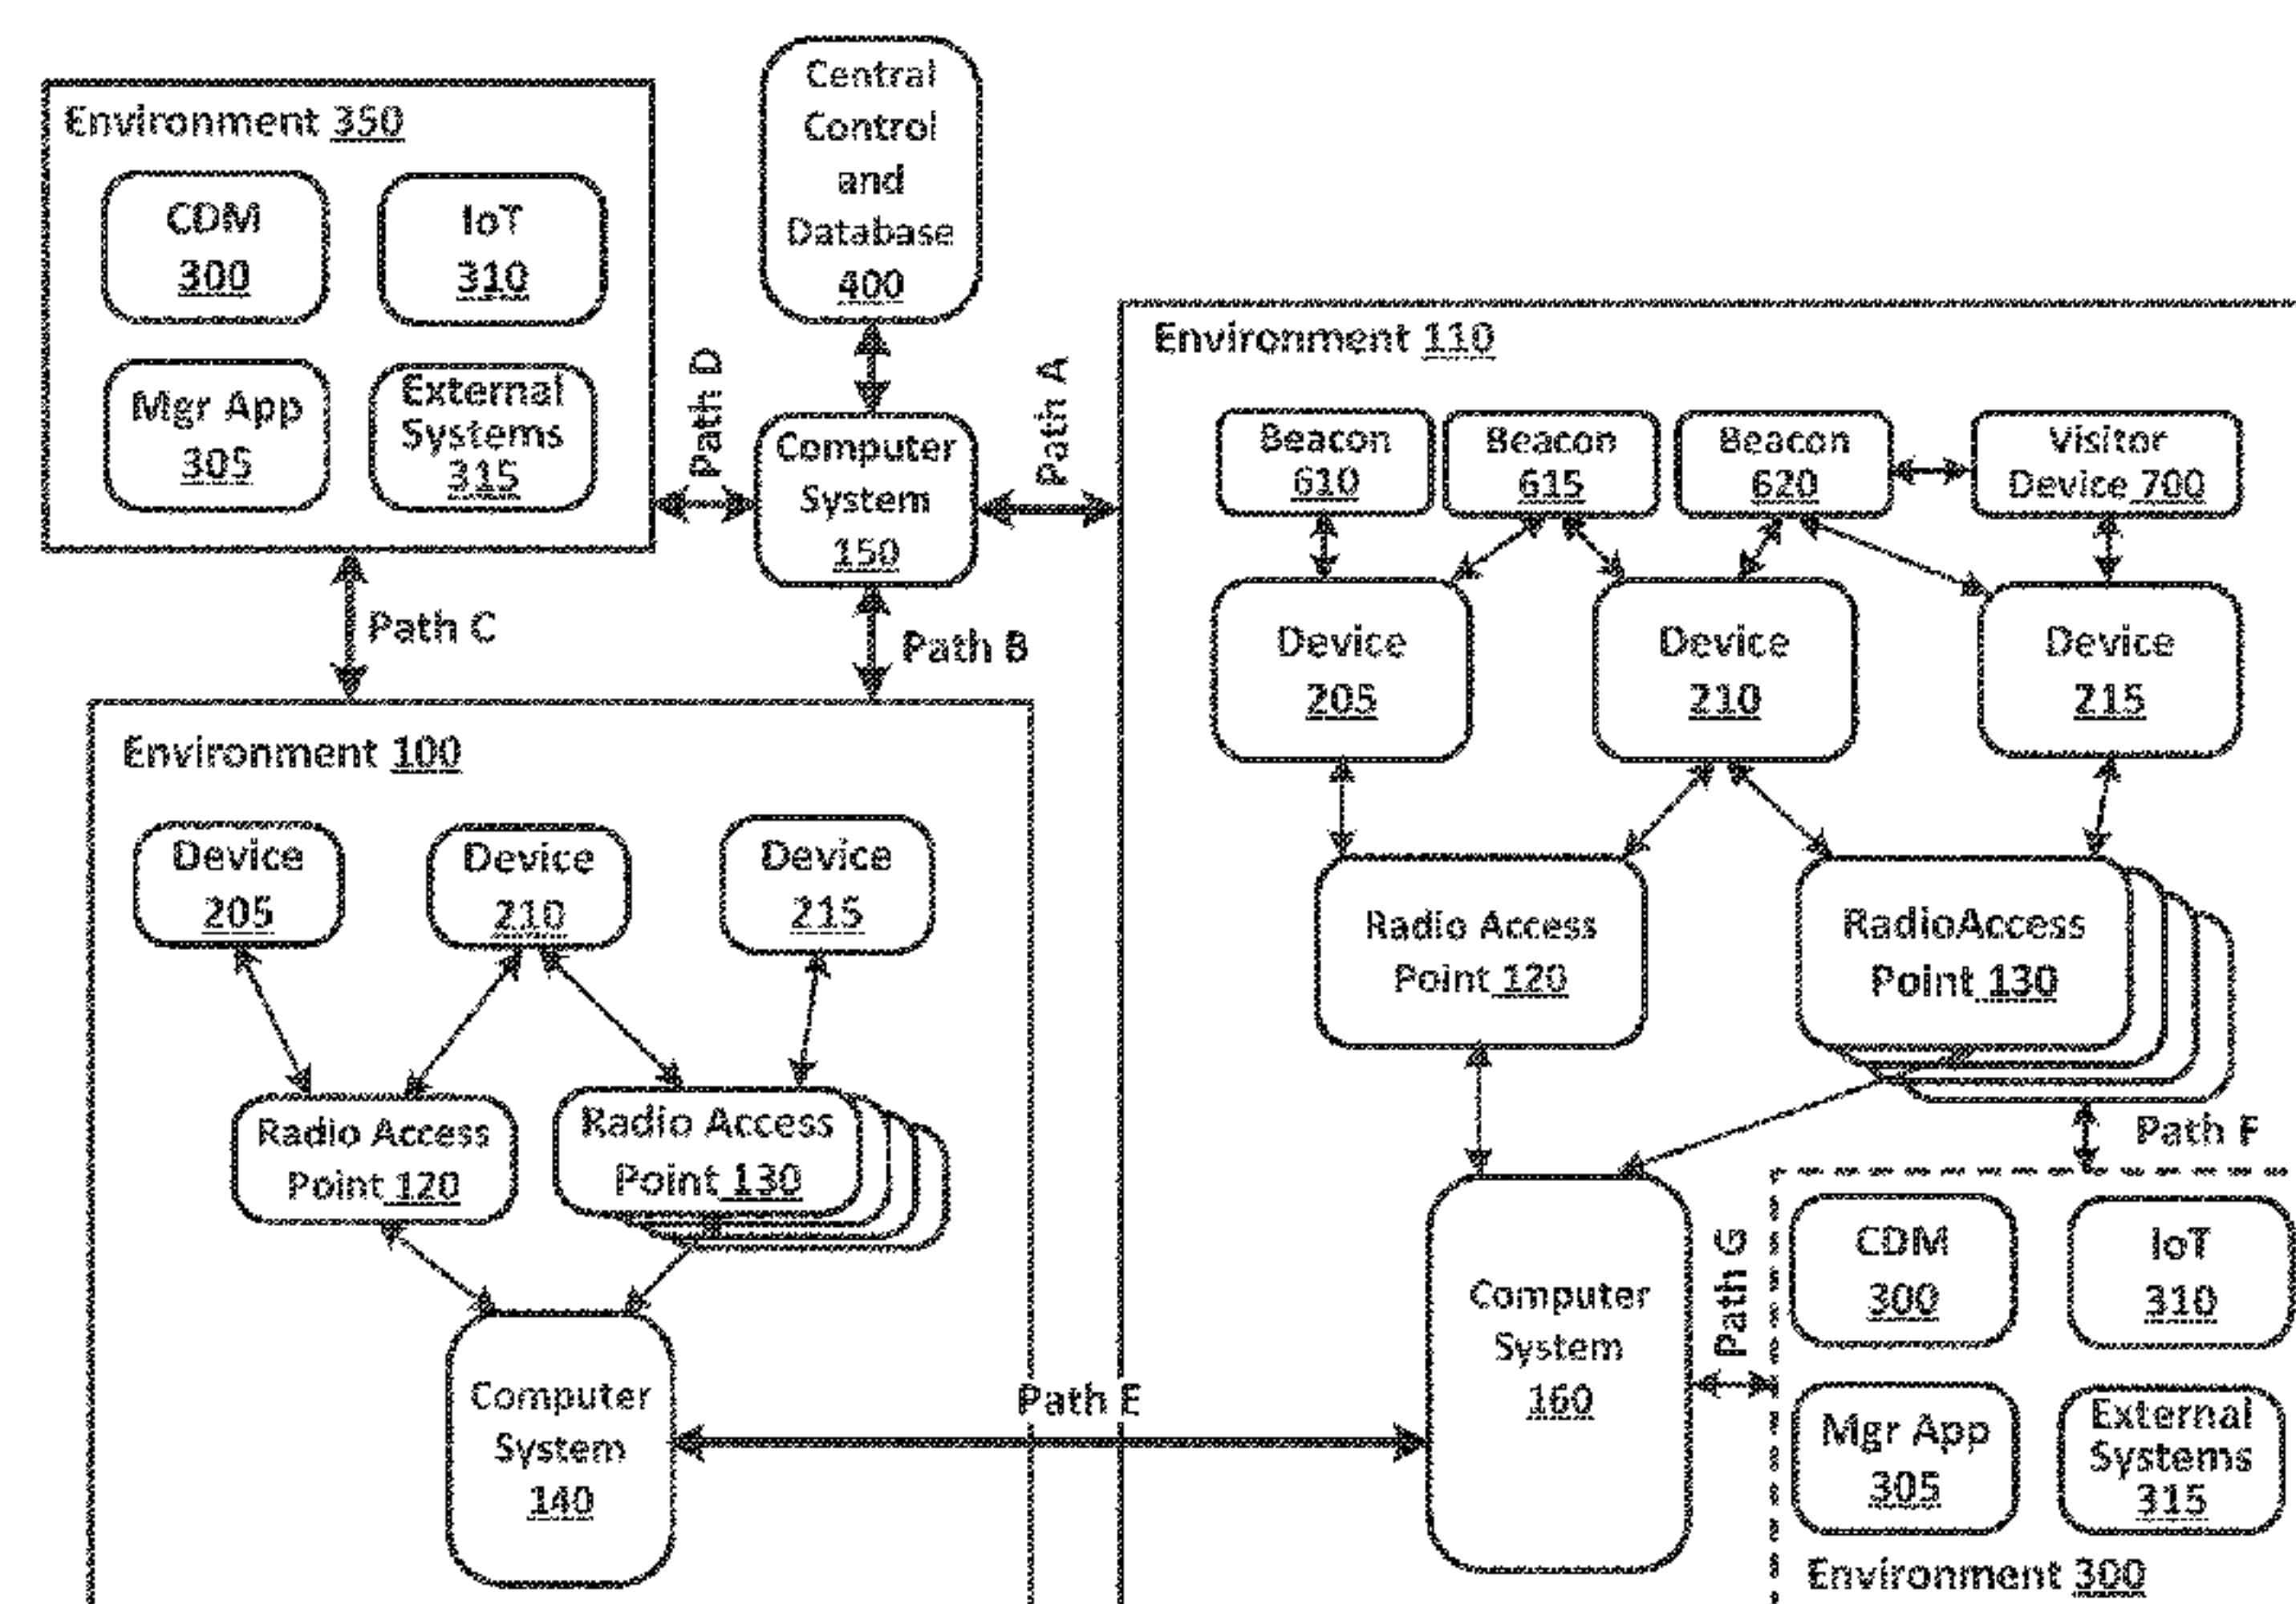 Environment 350
CDM
300
IoT
310
Mgr App
305
External
Systems
315
Central
Control
and
Database
400
Path D
Computer
System
150
Path A
Path C
Path B
Environment 100
Device
205
Device
210
Device
215
Radio Access
Point 120
Radio Access
Point 130
Computer
System
140
Path E
Environment 110
Beacon
610
Beacon
615
Beacon
620
Visitor
Device 700
Device
205
Device
210
Device
215
Radio Access
Point 120
RadioAccess
Point 130
Path F
Computer
System
160
Path G
CDM
300
IoT
310
Mgr App
305
External
Systems
315
Environment 300